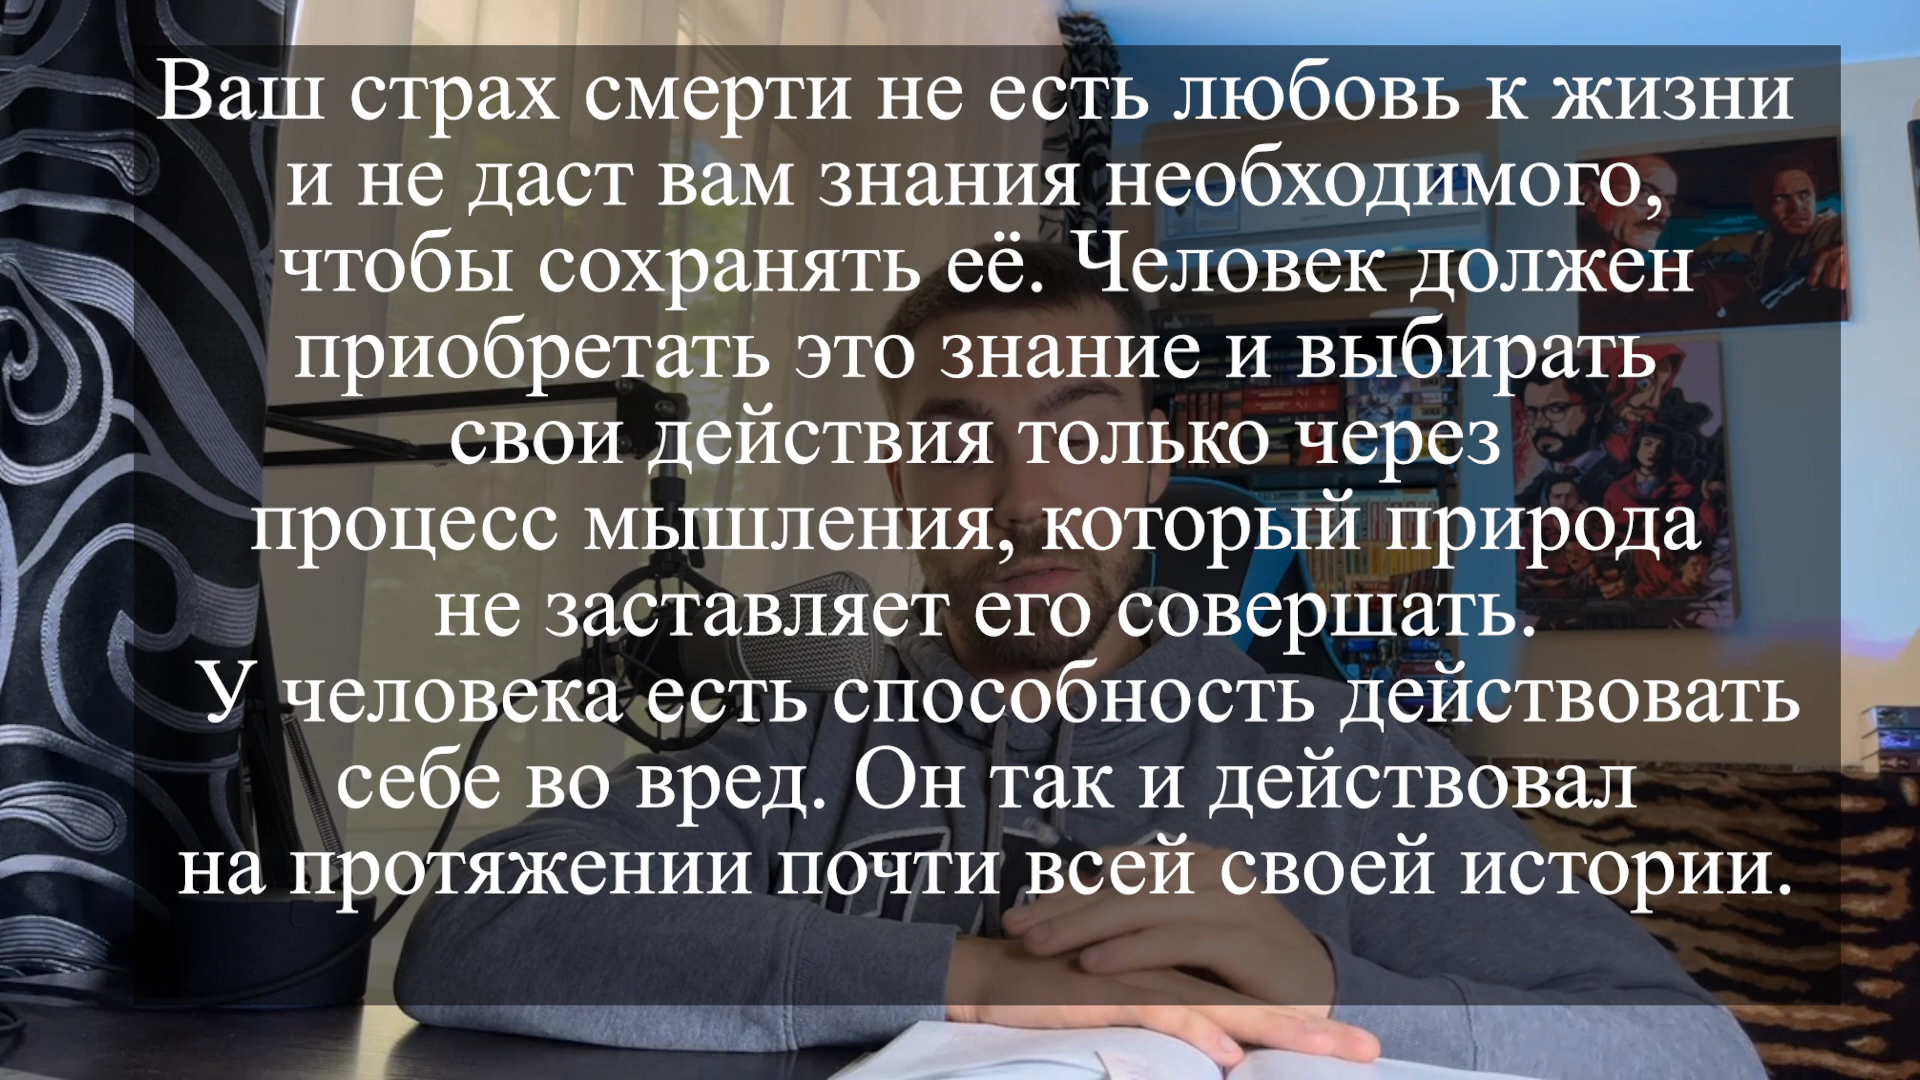 Ваш страх смерти не есть любовь к жизни
и не даст вам знания необходимого,
чтобы сохранять её. Человек должен
приобретать это знание и выбирать
свои действия только через
процесс мышления, который природа
не заставляет его совершать.
У человека есть способность действовать
себе во вред. Он так и действовал
на протяжении почти всей своей истории.